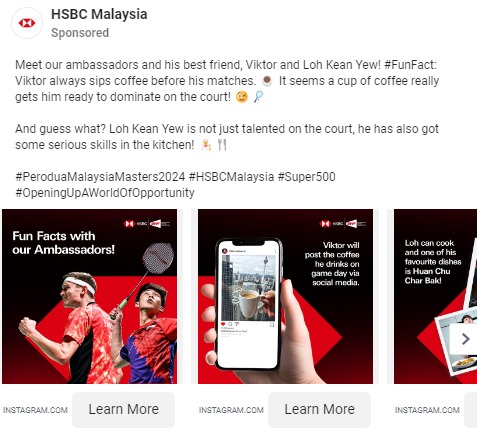 HSBC Malaysia
Sponsored
Meet our ambassadors and his best friend, Viktor and Loh Kean Yew! #FunFact:
Viktor always sips coffee before his matches. ☕ It seems a cup of coffee really
gets him ready to dominate on the court! 😉 🏸
And guess what? Loh Kean Yew is not just talented on the court, he has also got
some serious skills in the kitchen! 👨‍🍳 🍴
#PeroduaMalaysiaMasters2024 #HSBCMalaysia #Super500
#OpeningUpAWorldOfOpportunity
HSBC
Fun Facts with
our Ambassadors!
HSBC
Viktor will
post the coffee
he drinks on
game day via
social media.
Loh can cook
and one of his
favourite dishes
is Huan Chu
Char Bak!
INSTAGRAM.COM
Learn More
INSTAGRAM.COM
Learn More
INSTAGRAM.COM